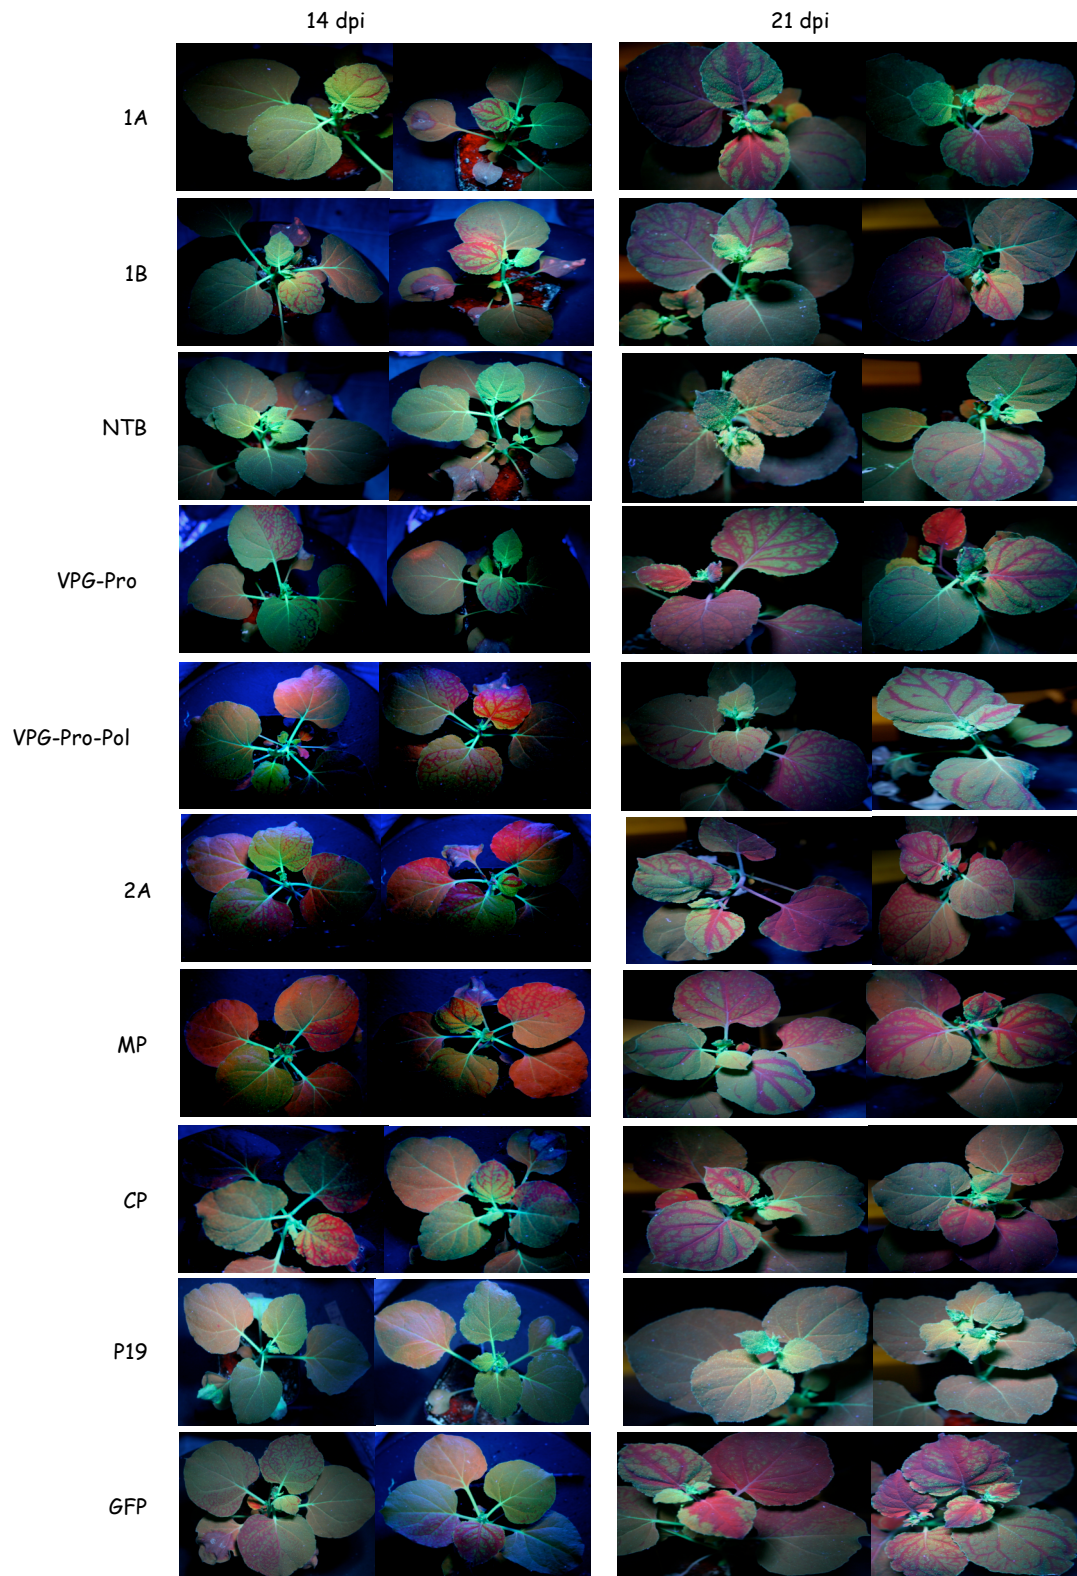 14 dpi 21 dpi
1A
1B
NTB
VPG-Pro
VPG-Pro-Pol
2A
MP
CP
P19
GFP